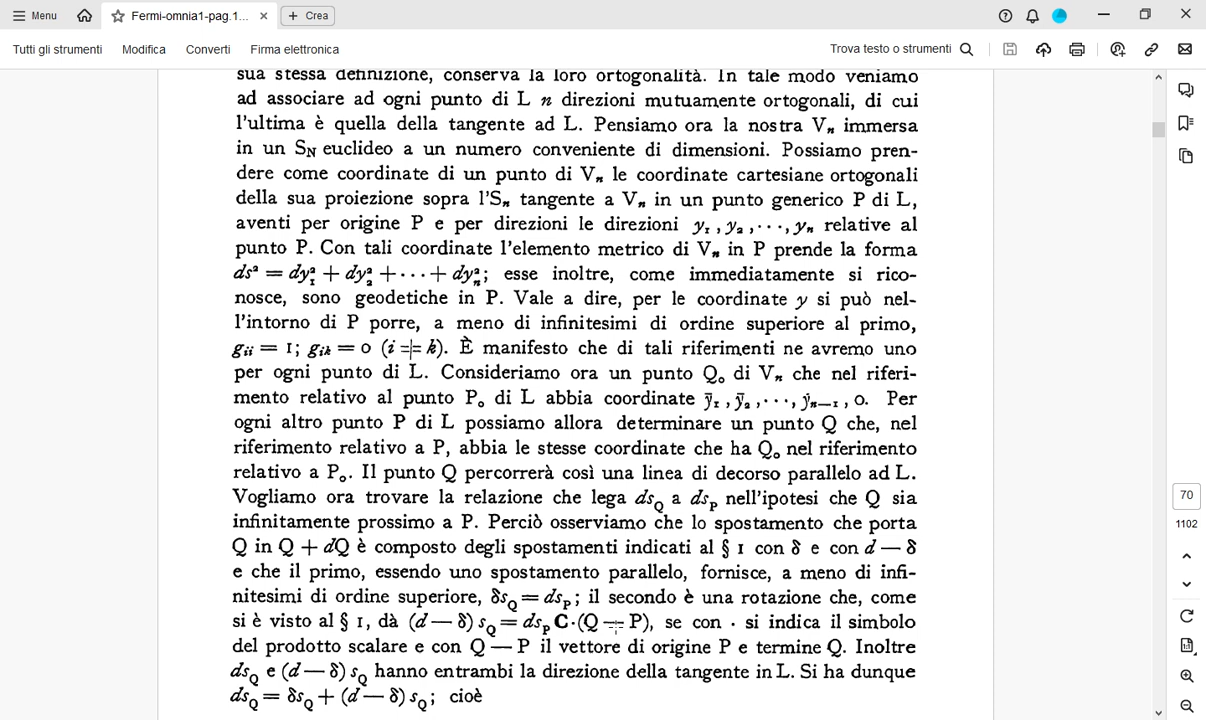 Menu
Fermi-omnia1-pag.1...
Crea
Tutti gli strumenti Modifica Converti Firma elettronica Trova testo o strumenti
sua stessa definizione, conserva la loro ortogonalità. In tale modo veniamo
ad associare ad ogni punto di L n direzioni mutuamente ortogonali, di cui
l'ultima è quella della tangente ad L. Pensiamo ora la nostra Vₙ immersa
in un S_N euclideo a un numero conveniente di dimensioni. Possiamo pren-
dere come coordinate di un punto di Vₙ le coordinate cartesiane ortogonali
della sua proiezione sopra l'Sₙ tangente a Vₙ in un punto generico P di L,
aventi per origine P e per direzioni le direzioni y₁ , y₂ , · · · , yₙ relative al
punto P. Con tali coordinate l'elemento metrico di Vₙ in P prende la forma
ds² = dy₁² + dy₂² + · · · + dyₙ²; esse inoltre, come immediatamente si rico-
nosce, sono geodetiche in P. Vale a dire, per le coordinate y si può nel-
l'intorno di P porre, a meno di infinitesimi di ordine superiore al primo,
g_ii = 1; g_ik = 0 (i ≠ k). È manifesto che di tali riferimenti ne avremo uno
per ogni punto di L. Consideriamo ora un punto Q₀ di Vₙ che nel riferi-
mento relativo al punto P₀ di L abbia coordinate ȳ₁ , ȳ₂ , · · · , ȳₙ₋₁ , 0. Per
ogni altro punto P di L possiamo allora determinare un punto Q che, nel
riferimento relativo a P, abbia le stesse coordinate che ha Q₀ nel riferimento
relativo a P₀. Il punto Q percorrerà così una linea di decorso parallelo ad L.
Vogliamo ora trovare la relazione che lega ds_Q a ds_P nell'ipotesi che Q sia
infinitamente prossimo a P. Perciò osserviamo che lo spostamento che porta
Q in Q + dQ è composto degli spostamenti indicati al § 1 con δ e con d — δ
e che il primo, essendo uno spostamento parallelo, fornisce, a meno di infi-
nitesimi di ordine superiore, δs_Q = ds_P; il secondo è una rotazione che, come
si è visto al § 1, dà (d — δ) s_Q = ds_P C · (Q — P), se con · si indica il simbolo
del prodotto scalare e con Q — P il vettore di origine P e termine Q. Inoltre
ds_Q e (d — δ) s_Q hanno entrambi la direzione della tangente in L. Si ha dunque
ds_Q = δs_Q + (d — δ) s_Q; cioè
70
1102